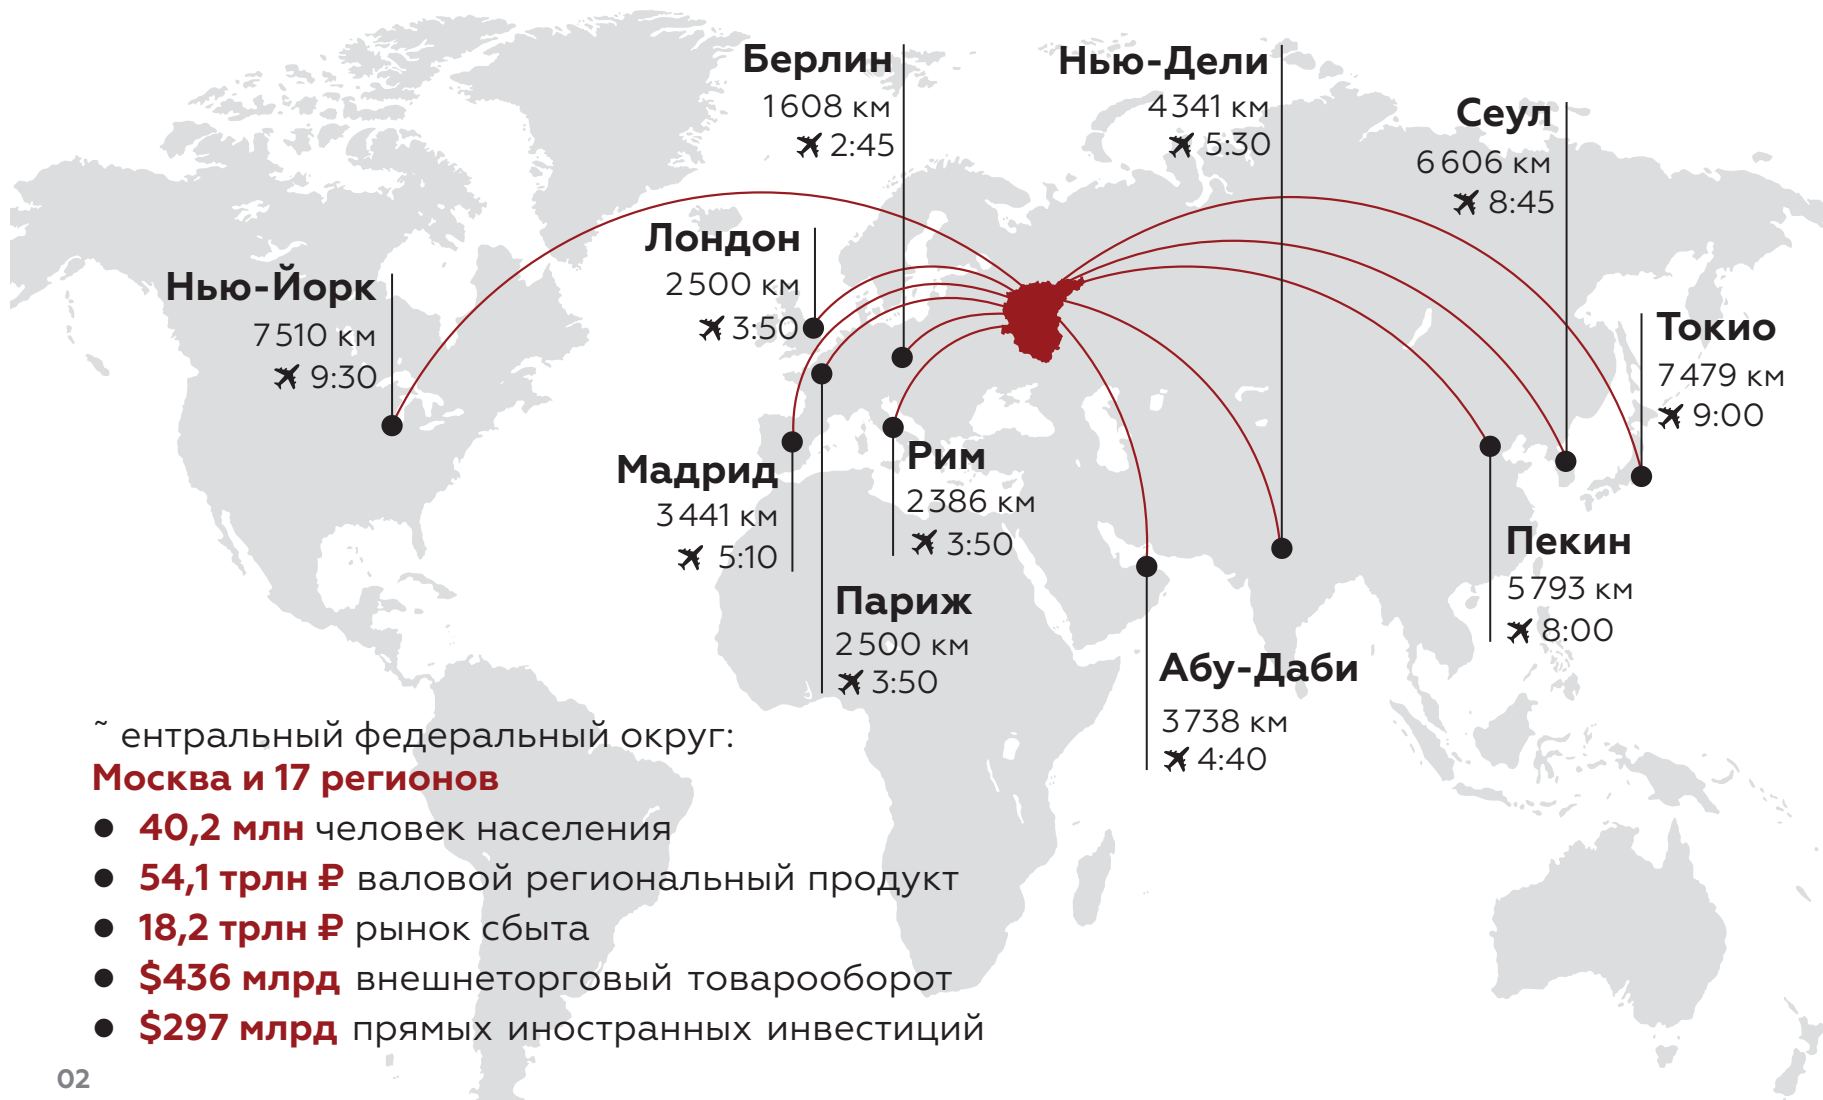 Берлин
1608 км
2:45
Нью-Дели
4341 км
5:30
Сеул
6606 км
8:45
Лондон
2500 км
3:50
Нью-Йорк
7510 км
9:30
Токио
7479 км
9:00
Мадрид
3441 км
5:10
Рим
2386 км
3:50
Пекин
5793 км
8:00
Париж
2500 км
3:50
Абу-Даби
3738 км
4:40
˜ ентральный федеральный округ:
Москва и 17 регионов
● 40,2 млн человек населения
● 54,1 трлн ₽ валовой региональный продукт
● 18,2 трлн ₽ рынок сбыта
● $436 млрд внешнеторговый товарооборот
● $297 млрд прямых иностранных инвестиций
02